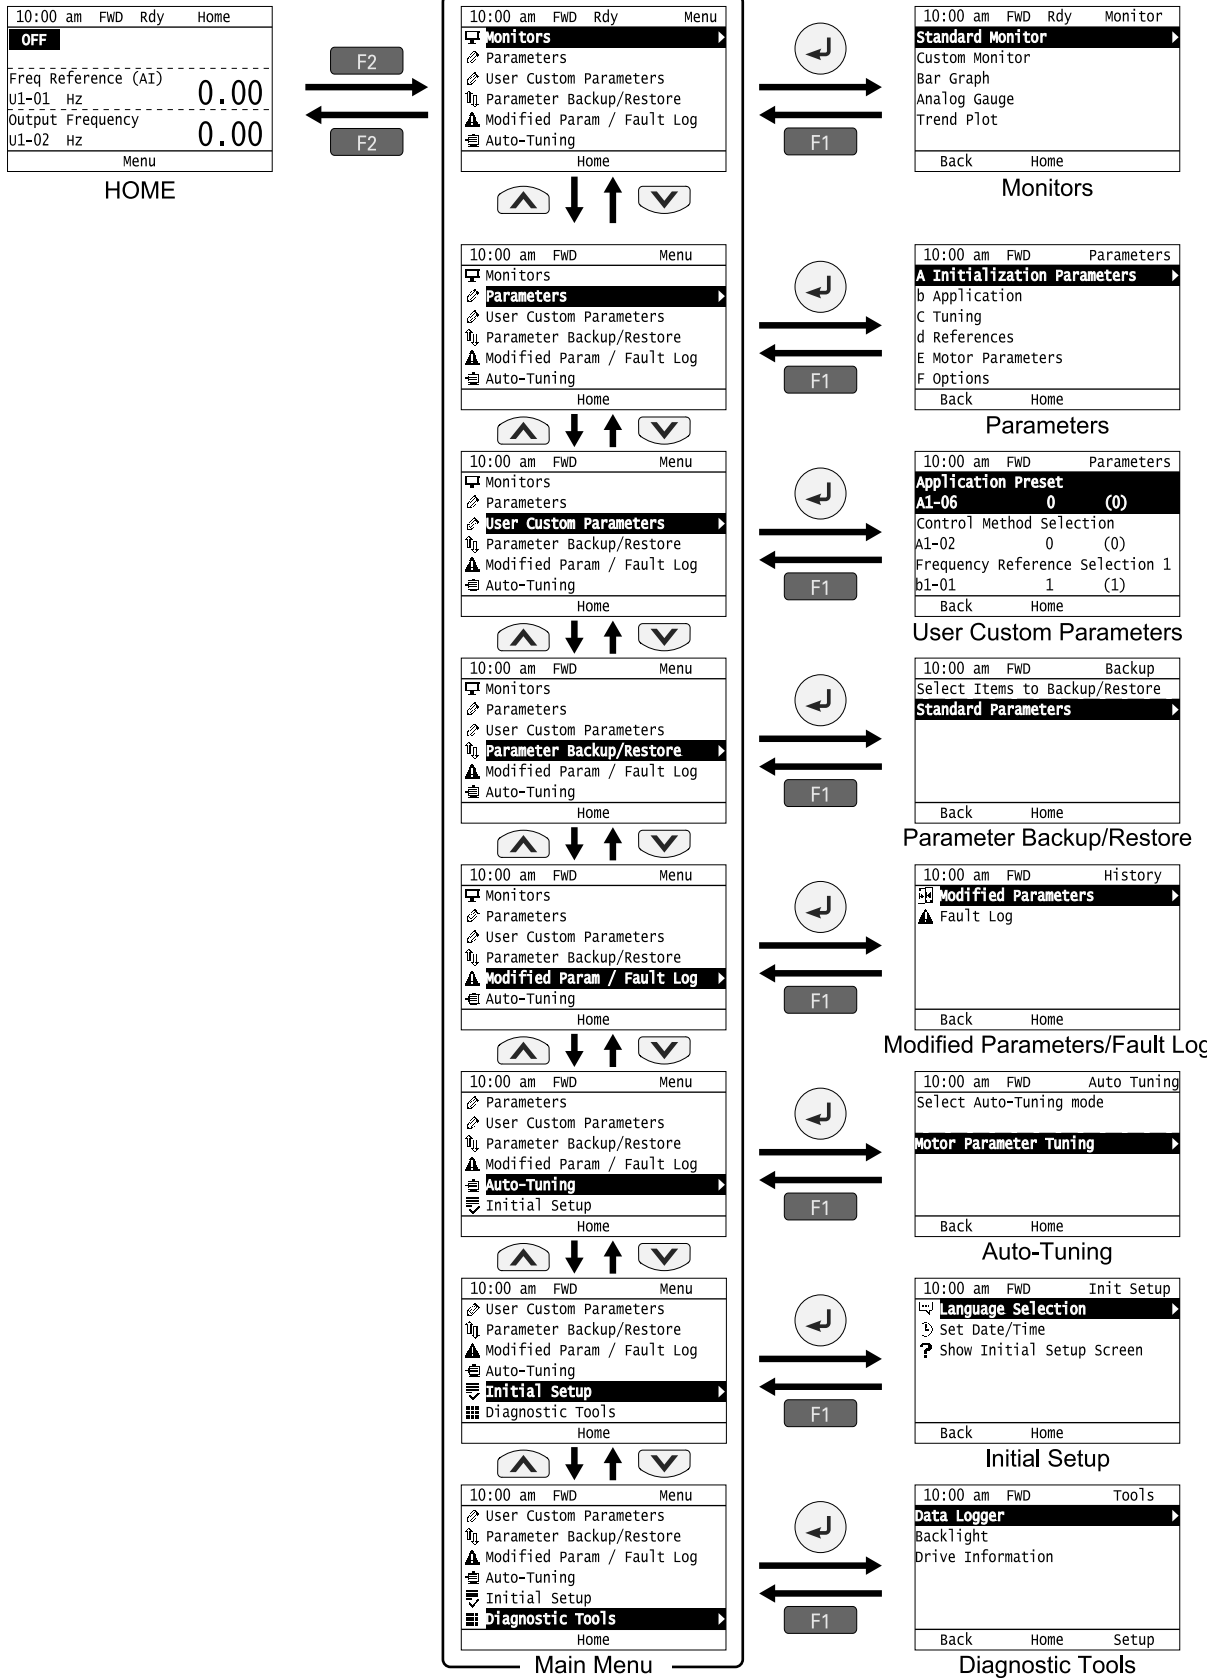 10:00 am FWD Rdy Home
OFF
Freq Reference (AI)
U1-01 Hz 0.00
Output Frequency
U1-02 Hz 0.00
Menu
HOME
F2
F2
10:00 am FWD Rdy Menu
Monitors
Parameters
User Custom Parameters
Parameter Backup/Restore
Modified Param / Fault Log
Auto-Tuning
Home
F1
10:00 am FWD Rdy Monitor
Standard Monitor
Custom Monitor
Bar Graph
Analog Gauge
Trend Plot
Back Home
Monitors
10:00 am FWD Menu
Monitors
Parameters
User Custom Parameters
Parameter Backup/Restore
Modified Param / Fault Log
Auto-Tuning
Home
F1
10:00 am FWD Parameters
A Initialization Parameters
b Application
C Tuning
d References
E Motor Parameters
F Options
Back Home
Parameters
10:00 am FWD Menu
Monitors
Parameters
User Custom Parameters
Parameter Backup/Restore
Modified Param / Fault Log
Auto-Tuning
Home
F1
10:00 am FWD Parameters
Application Preset
A1-06 0 (0)
Control Method Selection
A1-02 0 (0)
Frequency Reference Selection 1
b1-01 1 (1)
Back Home
User Custom Parameters
10:00 am FWD Menu
Monitors
Parameters
User Custom Parameters
Parameter Backup/Restore
Modified Param / Fault Log
Auto-Tuning
Home
F1
10:00 am FWD Backup
Select Items to Backup/Restore
Standard Parameters
Back Home
Parameter Backup/Restore
10:00 am FWD Menu
Monitors
Parameters
User Custom Parameters
Parameter Backup/Restore
Modified Param / Fault Log
Auto-Tuning
Home
F1
10:00 am FWD History
Modified Parameters
Fault Log
Back Home
Modified Parameters/Fault Log
10:00 am FWD Menu
Parameters
User Custom Parameters
Parameter Backup/Restore
Modified Param / Fault Log
Auto-Tuning
Initial Setup
Home
F1
10:00 am FWD Auto Tuning
Select Auto-Tuning mode
Motor Parameter Tuning
Back Home
Auto-Tuning
10:00 am FWD Menu
User Custom Parameters
Parameter Backup/Restore
Modified Param / Fault Log
Auto-Tuning
Initial Setup
Diagnostic Tools
Home
F1
10:00 am FWD Init Setup
Language Selection
Set Date/Time
? Show Initial Setup Screen
Back Home
Initial Setup
10:00 am FWD Menu
User Custom Parameters
Parameter Backup/Restore
Modified Param / Fault Log
Auto-Tuning
Initial Setup
Diagnostic Tools
Home
Main Menu
F1
10:00 am FWD Tools
Data Logger
Backlight
Drive Information
Back Home Setup
Diagnostic Tools